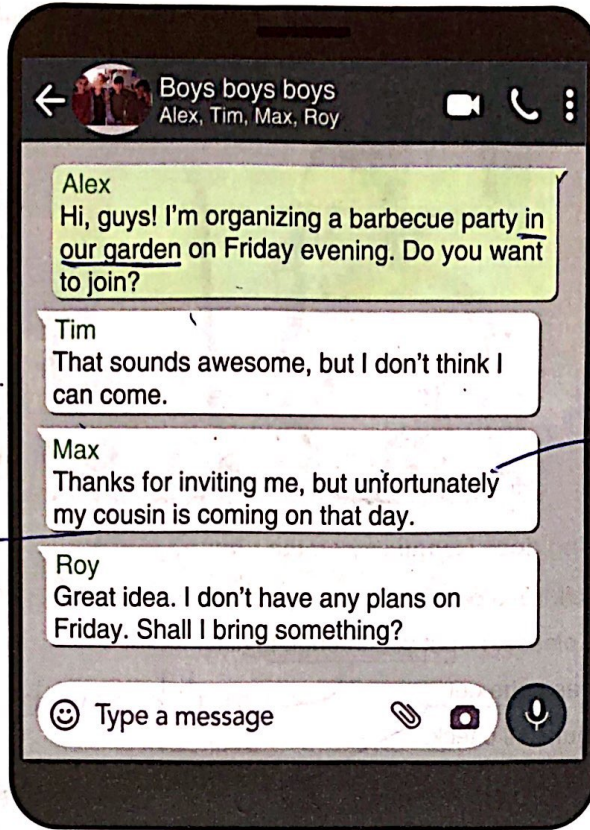 Boys boys boys
Alex, Tim, Max, Roy
Alex
Hi, guys! I'm organizing a barbecue party in
our garden on Friday evening. Do you want
to join?
Tim
That sounds awesome, but I don't think I
can come.
Max
Thanks for inviting me, but unfortunately
my cousin is coming on that day.
Roy
Great idea. I don't have any plans on
Friday. Shall I bring something?
Type a message